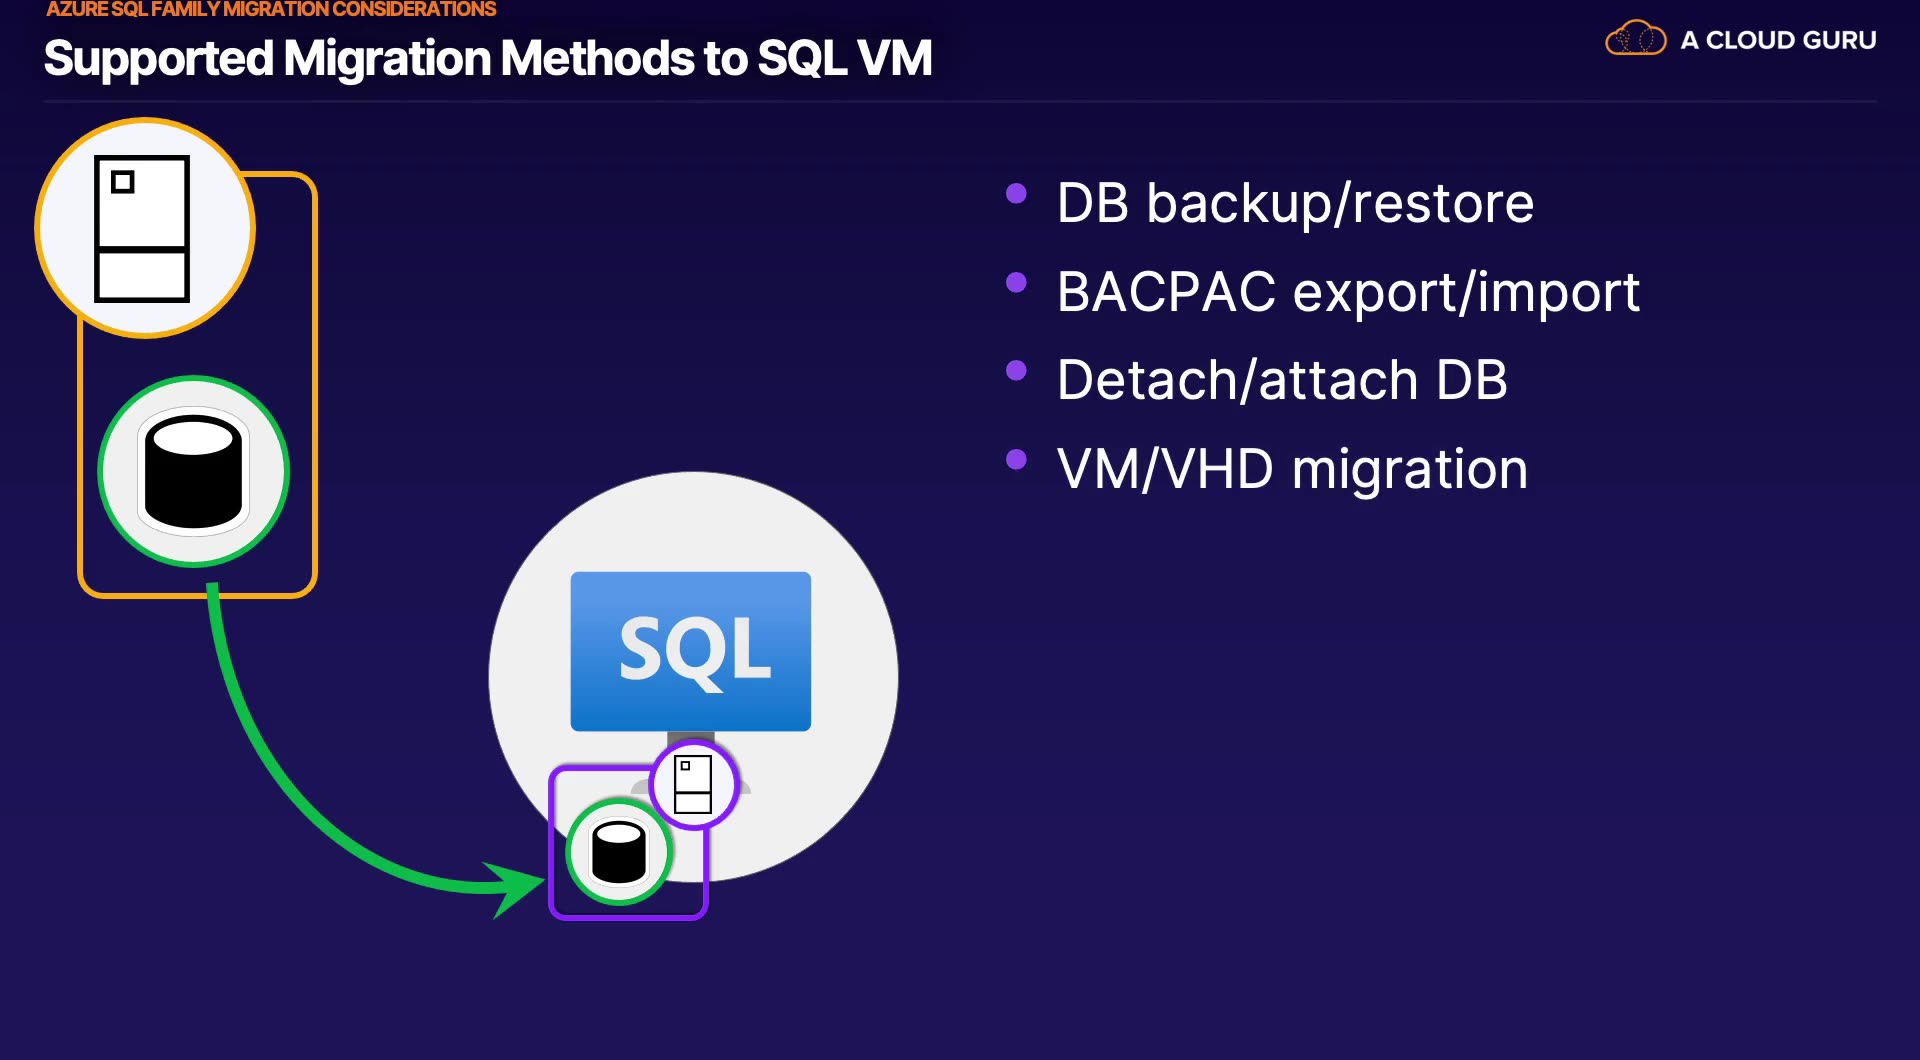 AZURE SQL FAMILY MIGRATION CONSIDERATIONS
Supported Migration Methods to SQL VM
A CLOUD GURU
DB backup/restore
BACPAC export/import
Detach/attach DB
VM/VHD migration
SQL